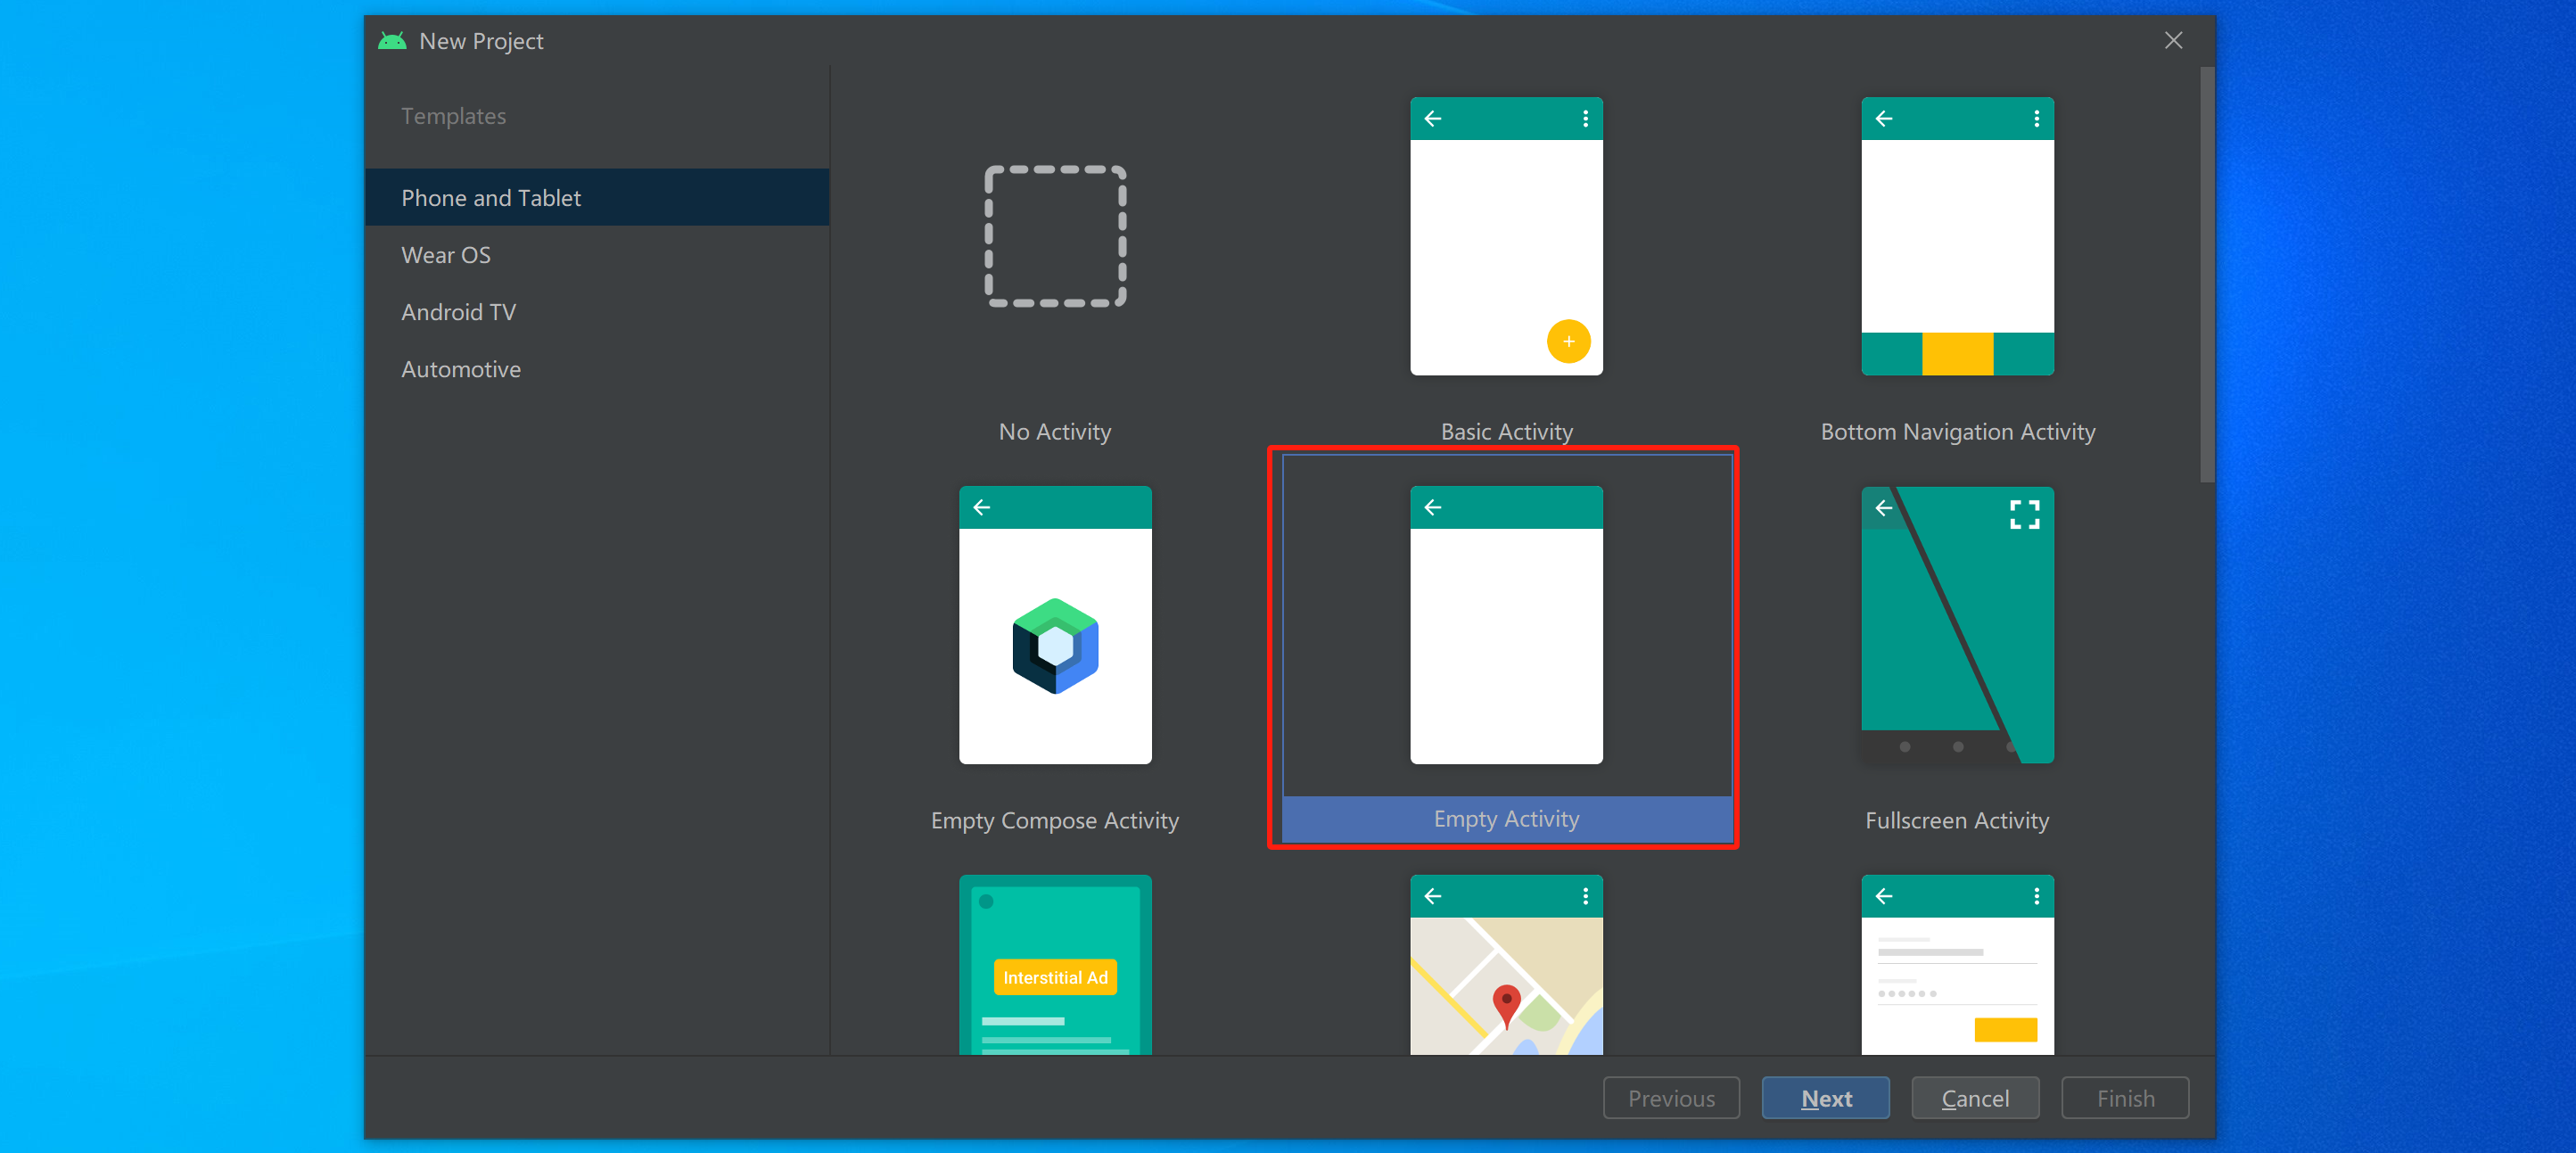 New Project
Templates
Phone and Tablet
Wear OS
Android TV
Automotive
No Activity
Basic Activity
Bottom Navigation Activity
Empty Compose Activity
Empty Activity
Fullscreen Activity
Interstitial Ad
Previous
Next
Cancel
Finish